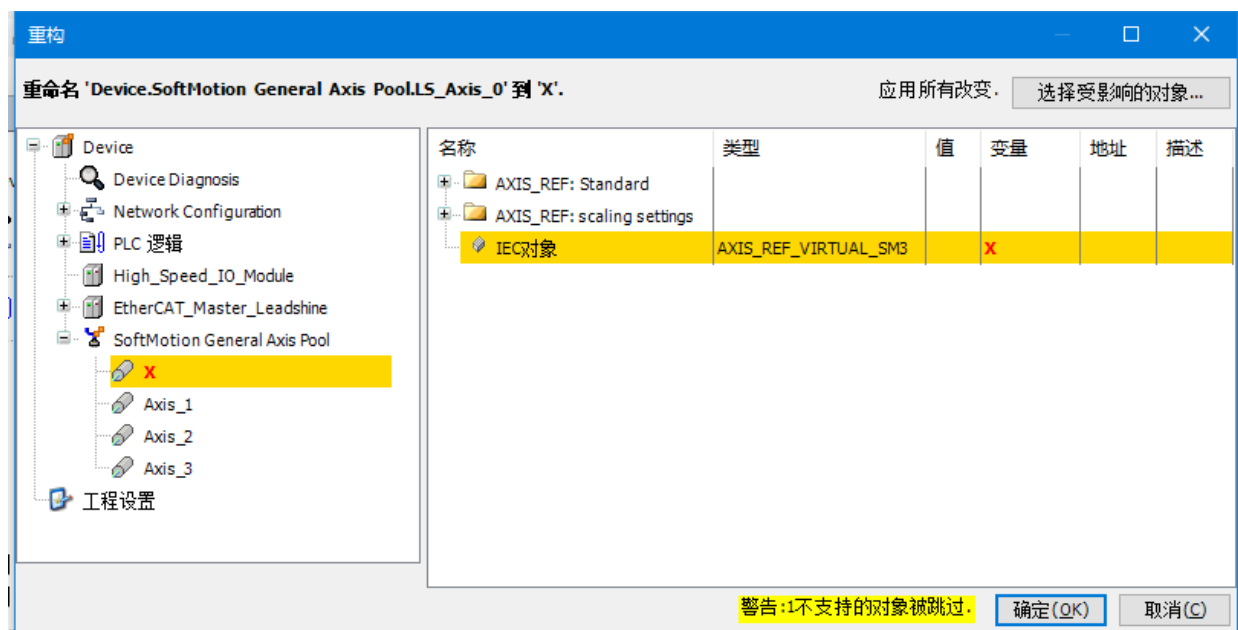 重构
重命名 'Device.SoftMotion General Axis Pool.LS_Axis_0' 到 'X'.
应用所有改变.
选择受影响的对象...
Device
Device Diagnosis
Network Configuration
PLC 逻辑
High_Speed_IO_Module
EtherCAT_Master_Leadshine
SoftMotion General Axis Pool
X
Axis_1
Axis_2
Axis_3
工程设置
名称 类型 值 变量 地址 描述
AXIS_REF: Standard
AXIS_REF: scaling settings
IEC对象 AXIS_REF_VIRTUAL_SM3 X
警告:1不支持的对象被跳过.
确定(OK)
取消(C)